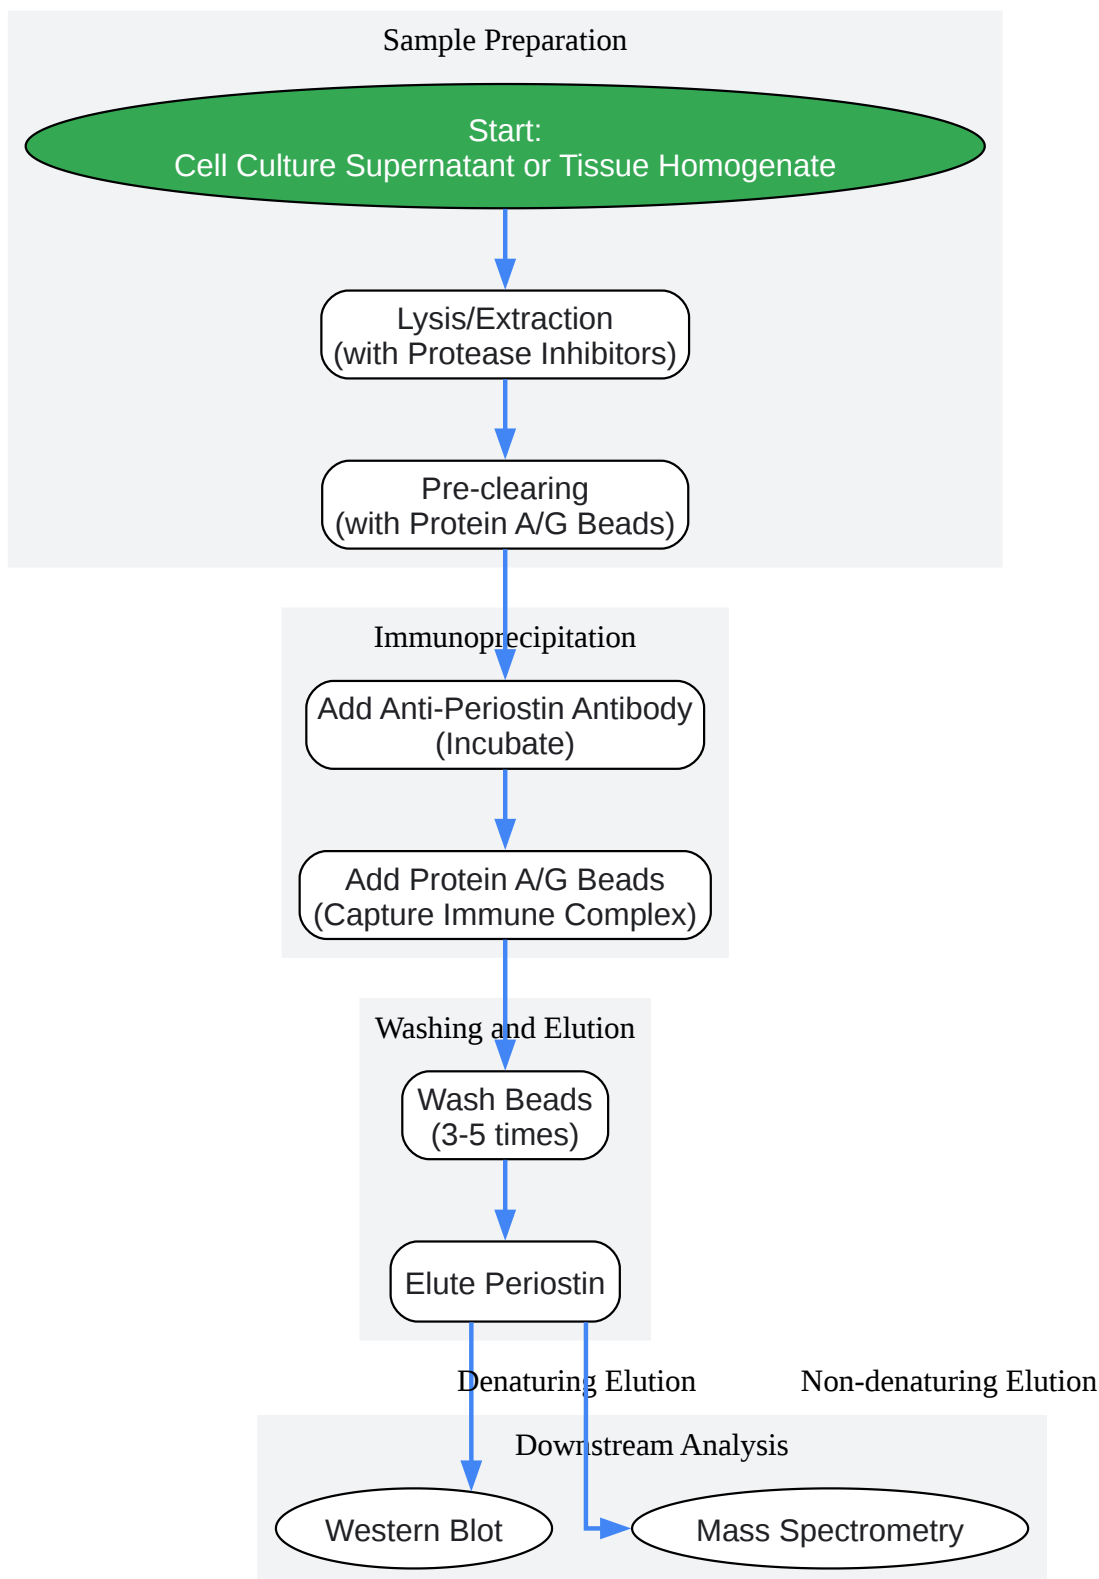 Sample Preparation
Start:
Cell Culture Supernatant or Tissue Homogenate
Lysis/Extraction
(with Protease Inhibitors)
Pre-clearing
(with Protein A/G Beads)
Immunoprecipitation
Add Anti-Periostin Antibody
(Incubate)
Add Protein A/G Beads
(Capture Immune Complex)
Washing and Elution
Wash Beads
(3-5 times)
Elute Periostin
Denaturing Elution
Non-denaturing Elution
Downstream Analysis
Western Blot
Mass Spectrometry